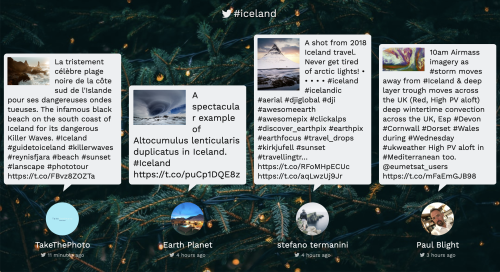 #iceland
La tristement
célèbre plage
noire de la côte
sud de l'Islande
pour ses dangereuses ondes
tueuses. The infamous black
beach on the south coast of
Iceland for its dangerous
Killer Waves. #Iceland
#guidetoiceland #killerwaves
#reynisfjara #beach #sunset
#lanscape #phototour
https://t.co/FBvz8ZOZTa
TakeThePhoto
11 minutes ago
A
spectacula
r example
of
Altocumulus lenticularis
duplicatus in Iceland.
#Iceland
https://t.co/puCp1DQE8z
Earth Planet
4 hours ago
A shot from 2018
Iceland travel.
Never get tired
of arctic lights! •
• • • • #iceland
#icelandic
#aerial #djiglobal #dji
#awesomeearth
#awesomepix #clickalps
#discover_earthpix #earthpix
#earthfocus #travel_drops
#kirkjufell #sunset
#travellingtr...
https://t.co/RFoMHpECUc
https://t.co/aqLwzUj9Jr
stefano termanini
4 hours ago
10am Airmass
imagery as
#storm moves
away from #Iceland & deep
layer trough moves across
the UK (Red, High PV aloft)
deep wintertime convection
across the UK, Esp #Devon
#Cornwall #Dorset #Wales
during #Wednesday
#ukweather High PV aloft in
#Mediterranean too.
@eumetsat_users
https://t.co/mFaEmGJB98
Paul Blight
3 hours ago